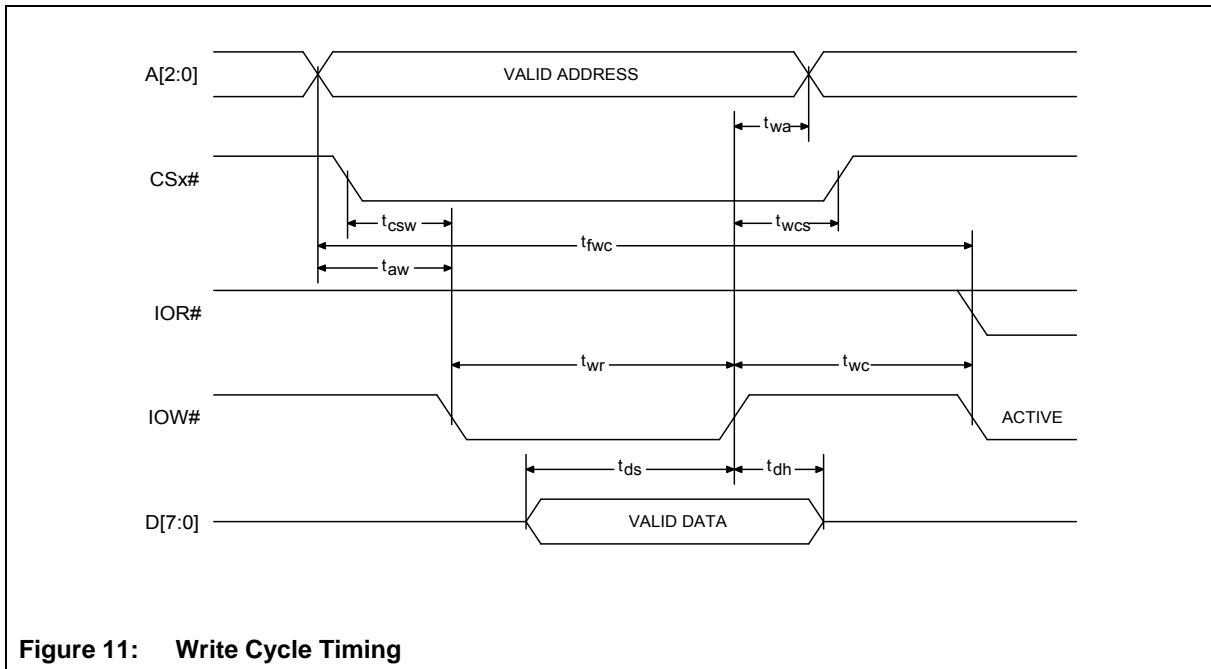 A[2:0]
VALID ADDRESS
twa
CSx#
tcsw
twcs
tfwc
taw
IOR#
twr
twc
IOW#
ACTIVE
tds
tdh
D[7:0]
VALID DATA
Figure 11: Write Cycle Timing